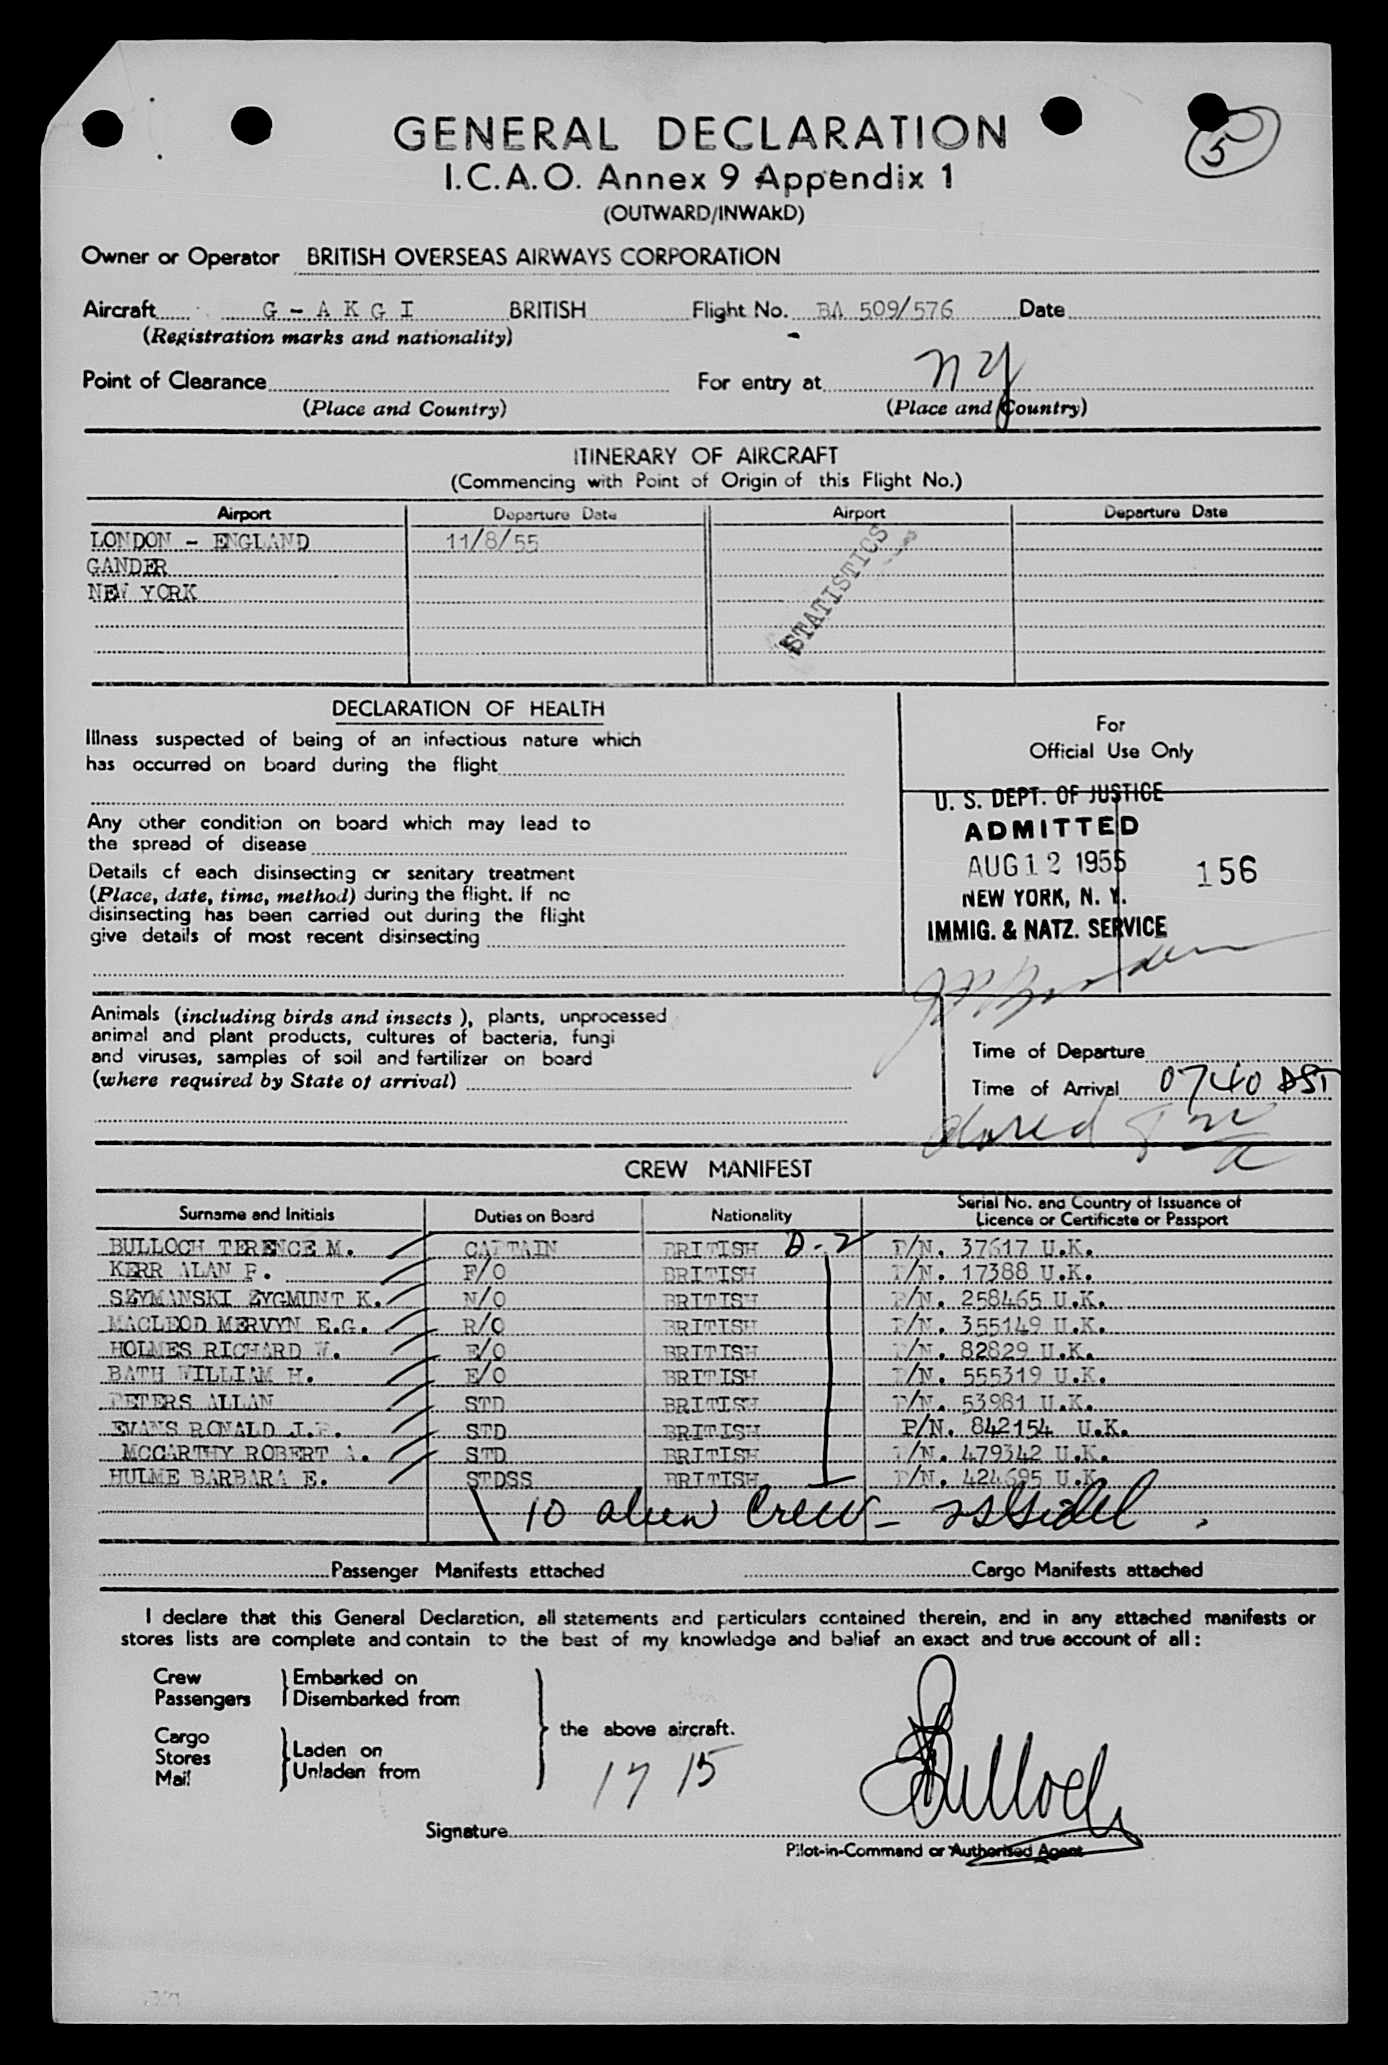 5
GENERAL DECLARATION
I.C.A.O. Annex 9 Appendix 1
(OUTWARD/INWARD)
Owner or Operator BRITISH OVERSEAS AIRWAYS CORPORATION
Aircraft G - A K G I BRITISH Flight No. BA 509/576 Date
(Registration marks and nationality)
Point of Clearance For entry at NY
(Place and Country) (Place and Country)
ITINERARY OF AIRCRAFT
(Commencing with Point of Origin of this Flight No.)
Airport Departure Date Airport Departure Date
LONDON - ENGLAND 11/8/55
GANDER
NEW YORK
STATISTICS
DECLARATION OF HEALTH
Illness suspected of being of an infectious nature which
has occurred on board during the flight
Any other condition on board which may lead to
the spread of disease
Details of each disinsecting or sanitary treatment
(Place, date, time, method) during the flight. If no
disinsecting has been carried out during the flight
give details of most recent disinsecting
For
Official Use Only
U. S. DEPT. OF JUSTICE
ADMITTED
AUG 12 1955 156
NEW YORK, N. Y.
IMMIG. & NATZ. SERVICE
Animals (including birds and insects), plants, unprocessed
animal and plant products, cultures of bacteria, fungi
and viruses, samples of soil and fertilizer on board
(where required by State of arrival)
Time of Departure
Time of Arrival 0740 DST
CREW MANIFEST
Surname and Initials Duties on Board Nationality Serial No. and Country of Issuance of Licence or Certificate or Passport
BULLOCH TERENCE M. CAPTAIN BRITISH D-2 P/N. 37617 U.K.
KERR ALAN P. F/O BRITISH P/N. 17388 U.K.
SZYMANSKI ZYGMUNT K. N/O BRITISH P/N. 258465 U.K.
MACLEOD MERVYN E.G. R/O BRITISH P/N. 355149 U.K.
HOLMES RICHARD W. E/O BRITISH P/N. 82829 U.K.
BATH WILLIAM H. E/O BRITISH P/N. 555319 U.K.
PETERS ALLAN STD BRITISH P/N. 53981 U.K.
EVANS RONALD J.P. STD BRITISH P/N. 842154 U.K.
MCCARTHY ROBERT A. STD BRITISH P/N. 479342 U.K.
HULME BARBARA E. STDSS BRITISH P/N. 424695 U.K.
10 alien Crew -
Passenger Manifests attached Cargo Manifests attached
I declare that this General Declaration, all statements and particulars contained therein, and in any attached manifests or
stores lists are complete and contain to the best of my knowledge and belief an exact and true account of all :
Crew Embarked on
Passengers Disembarked from
the above aircraft.
Cargo
Stores Laden on
Mail Unladen from
17 15
Signature Bulloch
Pilot-in-Command or Authorised Agent